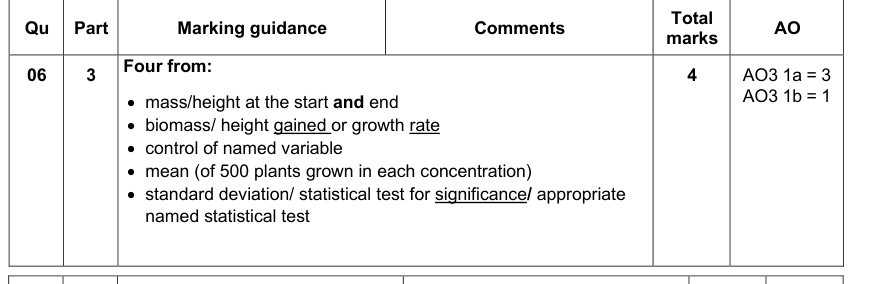 Qu Part Marking guidance Comments Total marks AO
06 3 Four from: 4 AO3 1a = 3
AO3 1b = 1
• mass/height at the start and end
• biomass/ height gained or growth rate
• control of named variable
• mean (of 500 plants grown in each concentration)
• standard deviation/ statistical test for significance/ appropriate
named statistical test